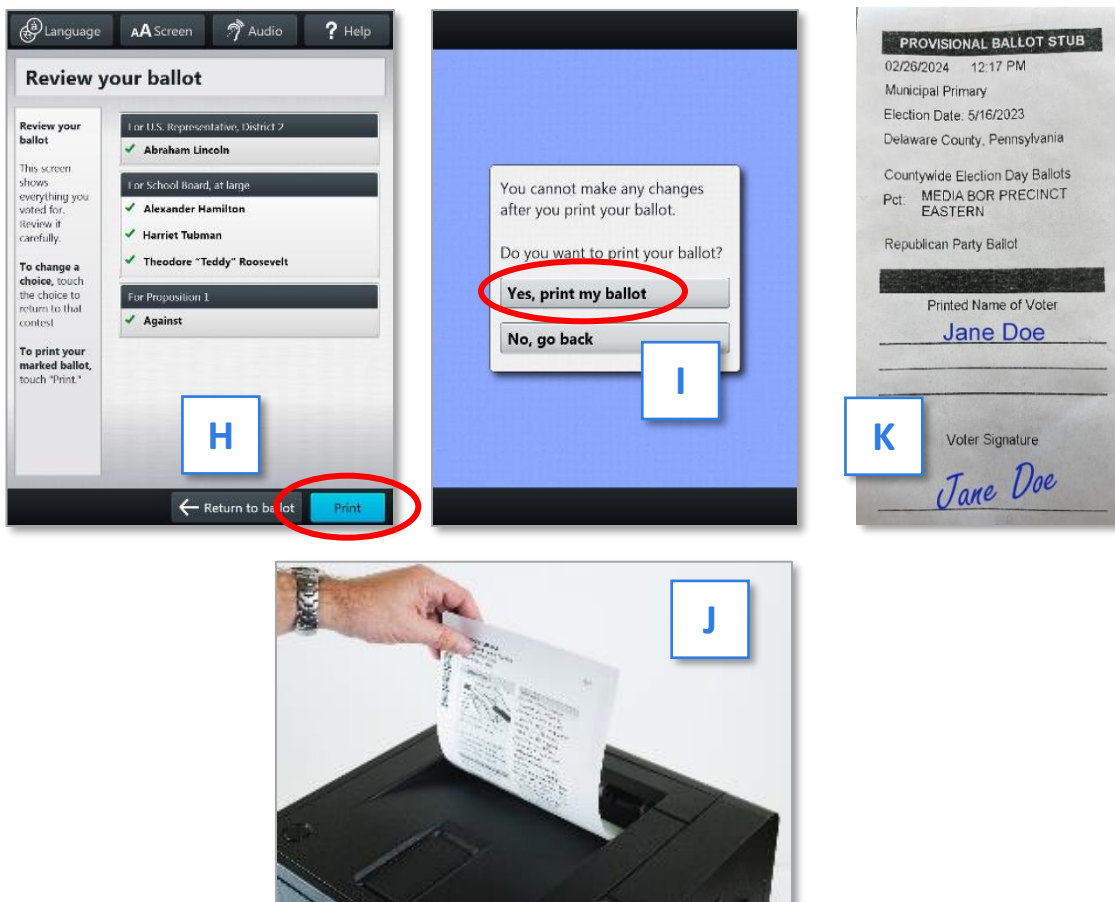 Language
AA Screen
Audio
? Help
Review your ballot
Review your
ballot
This screen
shows
everything you
voted for.
Review it
carefully.
To change a
choice, touch
the choice to
return to that
contest
To print your
marked ballot,
touch "Print."
For U.S. Representative, District 2
Abraham Lincoln
For School Board, at large
Alexander Hamilton
Harriet Tubman
Theodore "Teddy" Roosevelt
For Proposition 1
Against
H
Return to ballot
Print
You cannot make any changes
after you print your ballot.
Do you want to print your ballot?
Yes, print my ballot
No, go back
I
PROVISIONAL BALLOT STUB
02/26/2024 12:17 PM
Municipal Primary
Election Date: 5/16/2023
Delaware County, Pennsylvania
Countywide Election Day Ballots
Pct: MEDIA BOR PRECINCT
EASTERN
Republican Party Ballot
Printed Name of Voter
Jane Doe
K
Voter Signature
Jane Doe
J